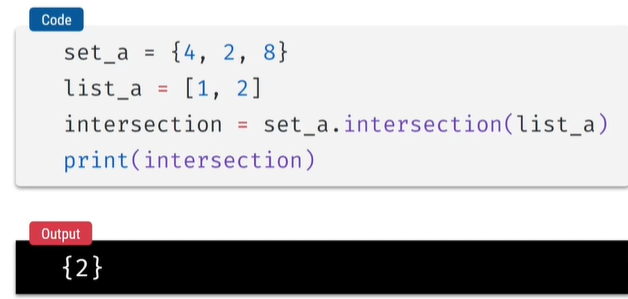 Code
set_a = {4, 2, 8}
list_a = [1, 2]
intersection = set_a.intersection(list_a)
print(intersection)
Output
{2}